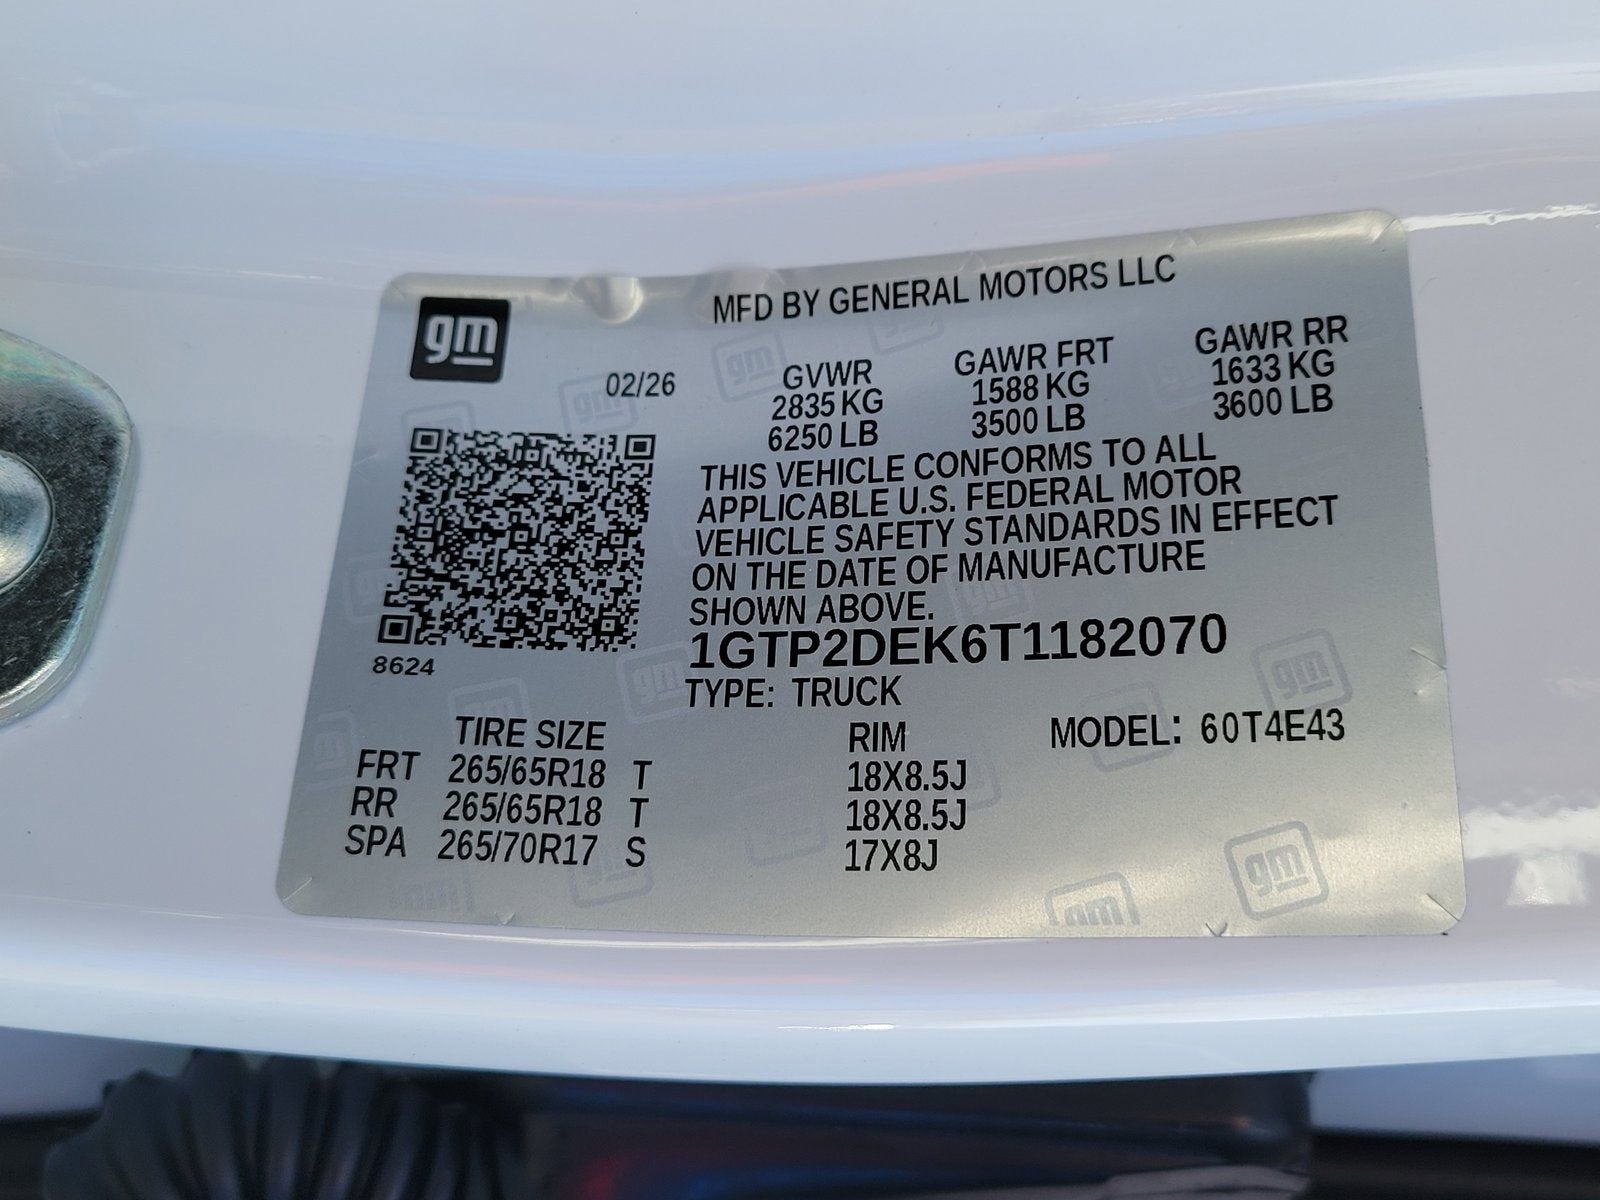 gm
MFD BY GENERAL MOTORS LLC
02/26
GVWR GAWR FRT GAWR RR
2835 KG 1588 KG 1633 KG
6250 LB 3500 LB 3600 LB
THIS VEHICLE CONFORMS TO ALL
APPLICABLE U.S. FEDERAL MOTOR
VEHICLE SAFETY STANDARDS IN EFFECT
ON THE DATE OF MANUFACTURE
SHOWN ABOVE.
8624
1GTP2DEK6T1182070
TYPE: TRUCK
TIRE SIZE RIM MODEL: 60T4E43
FRT 265/65R18 T 18X8.5J
RR 265/65R18 T 18X8.5J
SPA 265/70R17 S 17X8J